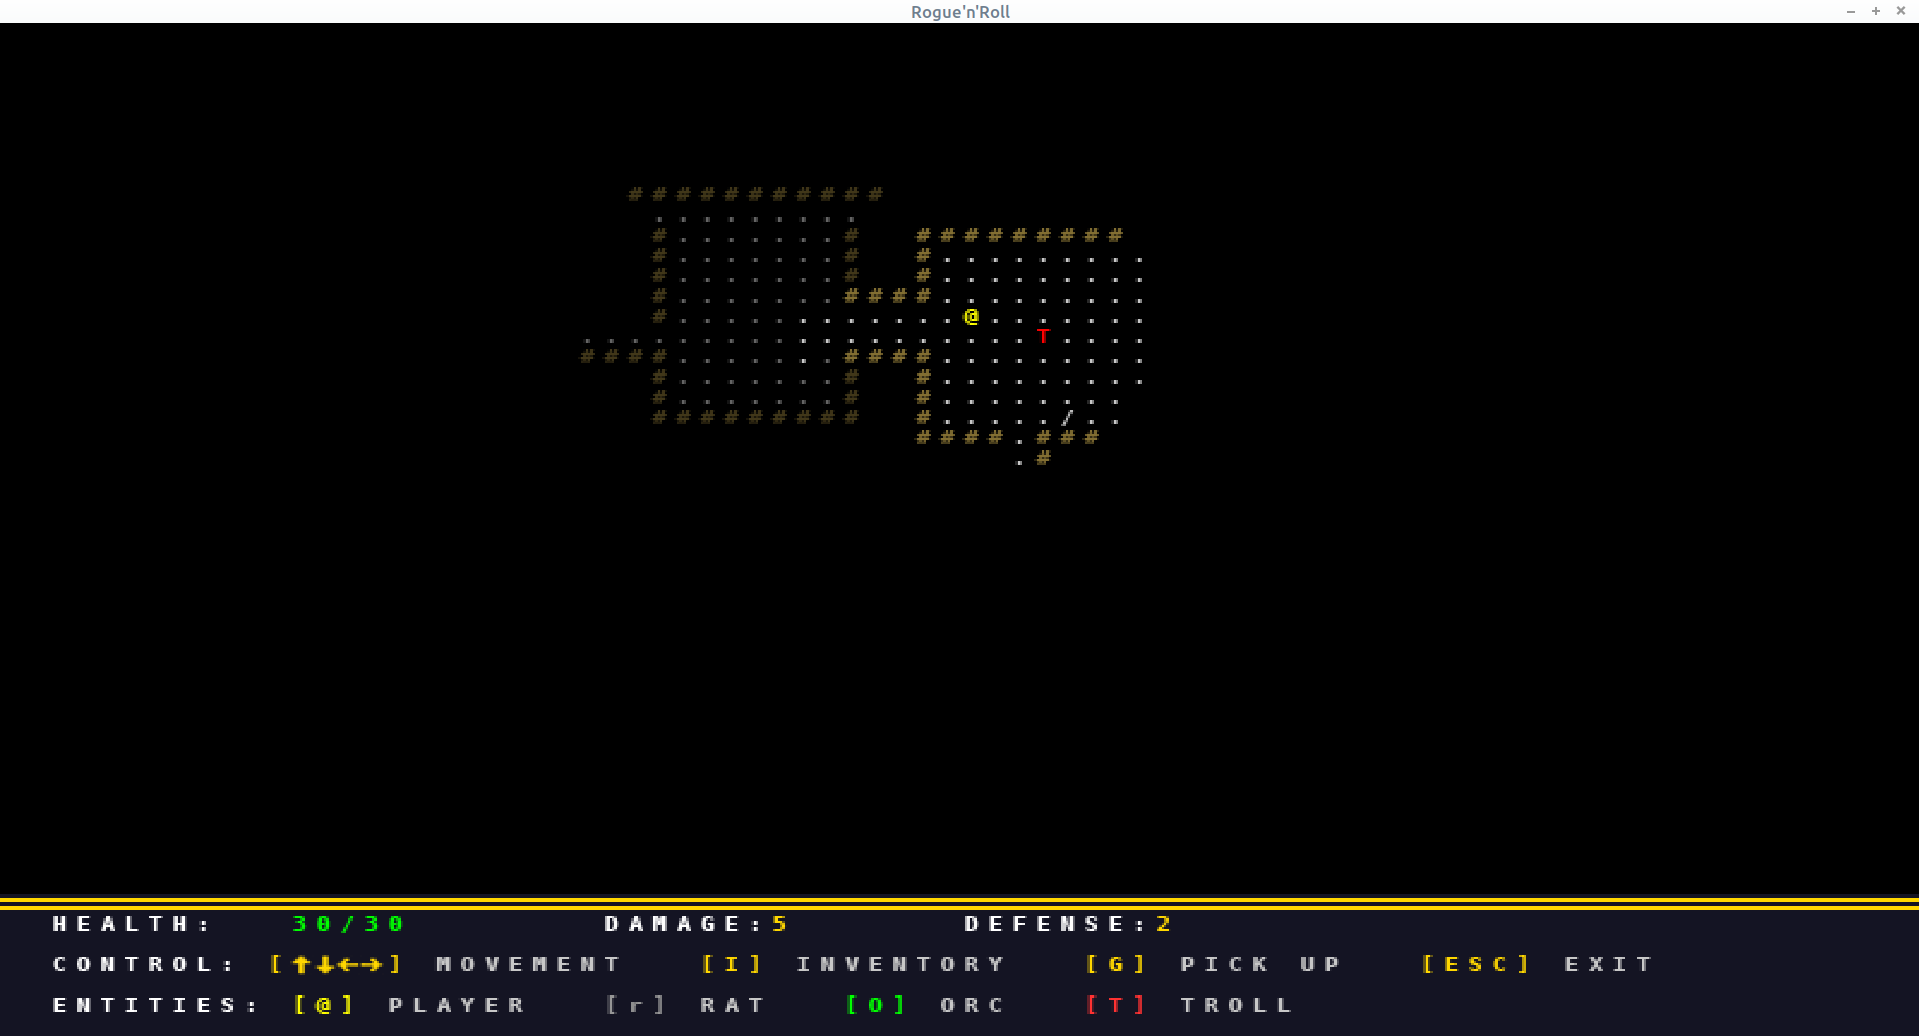 Rogue'n'Roll
# # # # # # # # # # #
. . . . . . . . .
# . . . . . . . # # # # # # # # # #
# . . . . . . . # # . . . . . . . . .
# . . . . . . . # # . . . . . . . . .
# . . . . . . . # # # # . . . . . . . . .
# . . . . . . . . . . . . @ . . . . . . .
. . . . . . . . . . . . . . . . . . T . . . .
# # # # . . . . . . . # # # # . . . . . . . . .
# . . . . . . . # # . . . . . . . . .
# . . . . . . . # # . . . . . . . .
# # # # # # # # # # . . . . . / . .
# # # # . # # #
. #
HEALTH: 30/30 DAMAGE:5 DEFENSE:2
CONTROL: [↑↓←→] MOVEMENT [I] INVENTORY [G] PICK UP [ESC] EXIT
ENTITIES: [@] PLAYER [r] RAT [O] ORC [T] TROLL